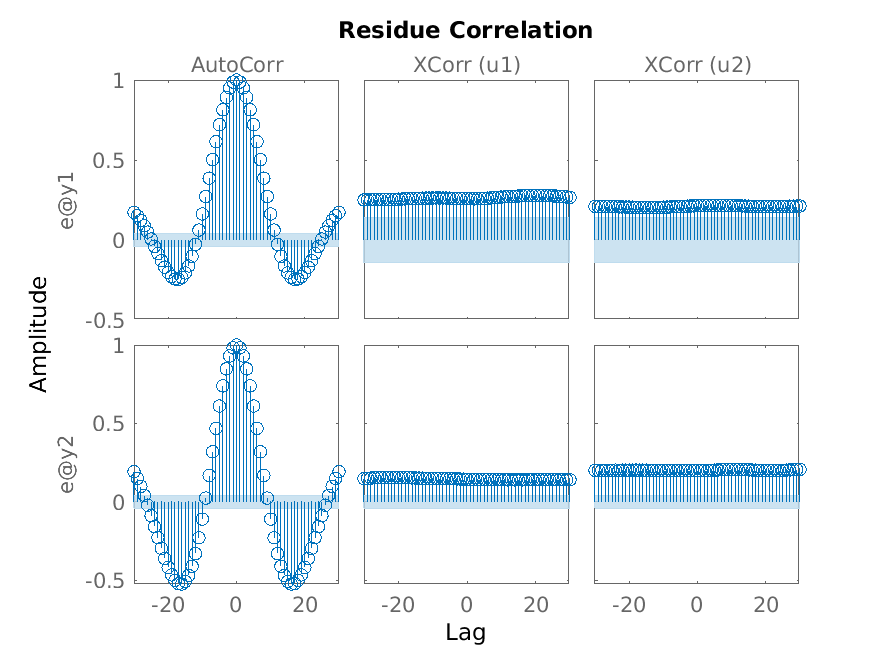 Residue Correlation
AutoCorr XCorr (u1) XCorr (u2)
Amplitude
e@y1
1
0.5
0
-0.5
e@y2
1
0.5
0
-0.5
-20 0 20 -20 0 20 -20 0 20
Lag